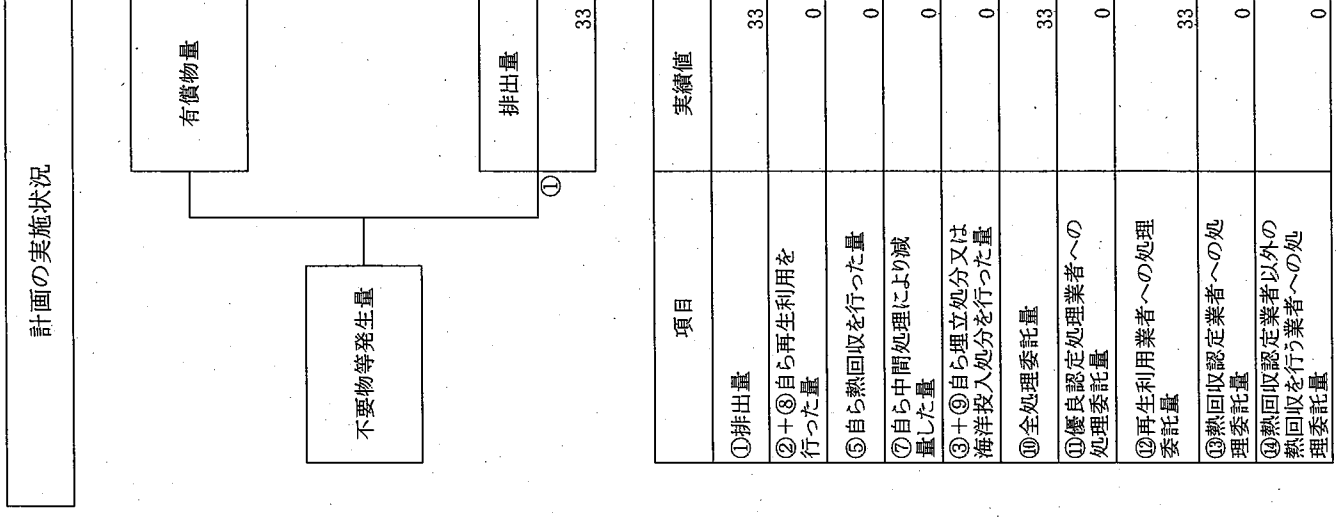 計画の実施状況
不要物等発生量
有償物量
排出量
①
33
項目
実績値
①排出量
33
②+⑧自ら再生利用を
行った量
0
⑤自ら熱回収を行った量
0
⑦自ら中間処理により減
量した量
0
③+⑨自ら埋立処分又は
海洋投入処分を行った量
0
⑩全処理委託量
33
⑪優良認定処理業者への
処理委託量
0
⑫再生利用業者への処理
委託量
33
⑬熱回収認定業者への処
理委託量
0
⑭熱回収認定業者以外の
熱回収を行う業者への処
理委託量
0